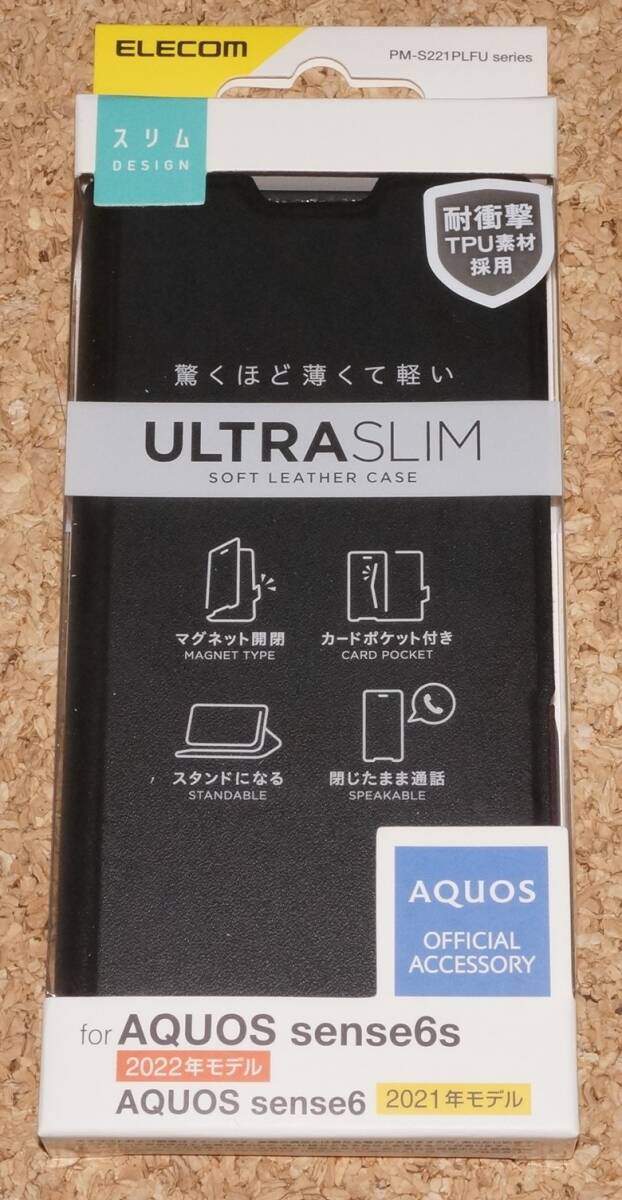 ELECOM
PM-S221PLFU series
スリム
DESIGN
耐衝撃
TPU素材
採用
驚くほど薄くて軽い
ULTRASLIM
SOFT LEATHER CASE
マグネット開閉
MAGNET TYPE
カードポケット付き
CARD POCKET
スタンドになる
STANDABLE
閉じたまま通話
SPEAKABLE
AQUOS
OFFICIAL
ACCESSORY
for AQUOS sense6s
2022年モデル
AQUOS sense6 2021年モデル